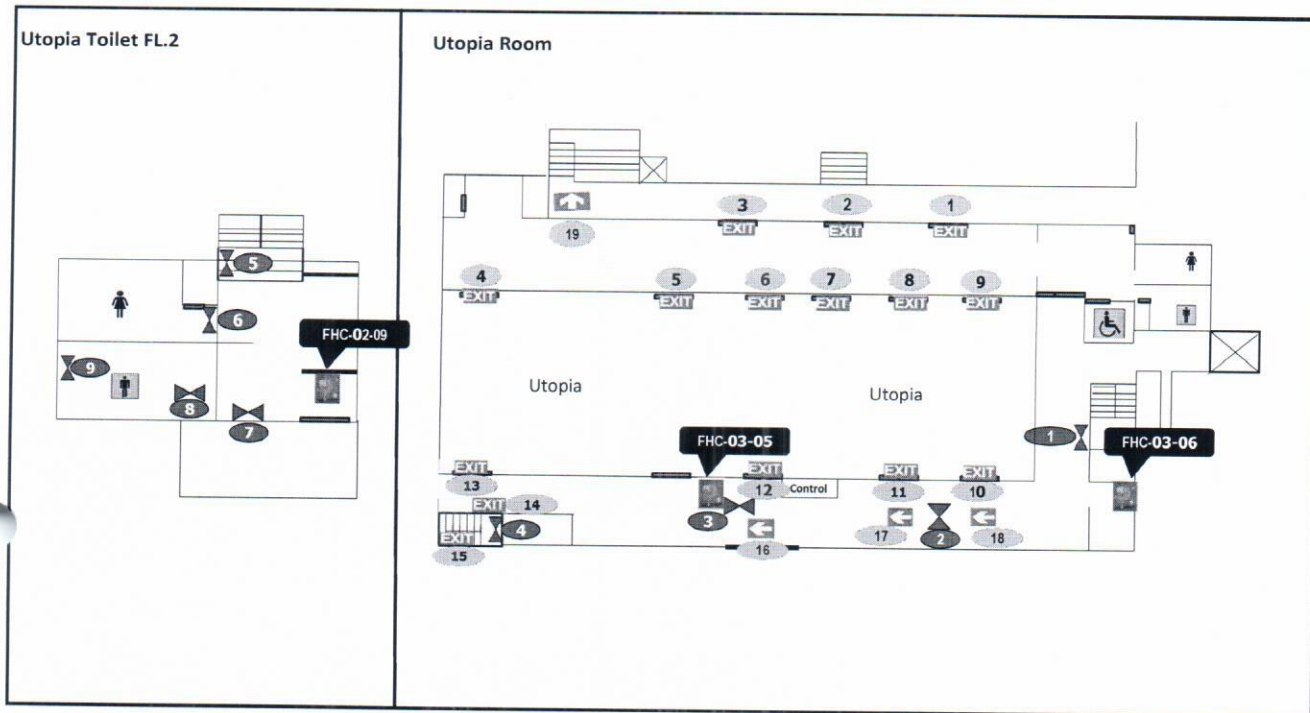 Utopia Toilet FL.2
5
6
FHC-02-09
9
8
7
Utopia Room
3
2
1
EXIT
EXIT
EXIT
19
4
5
6
7
8
9
EXIT
EXIT
EXIT
EXIT
EXIT
EXIT
Utopia
Utopia
1
FHC-03-05
FHC-03-06
EXIT
EXIT
EXIT
EXIT
13
12
Control
11
10
EXIT
14
3
4
EXIT
15
16
17
2
18